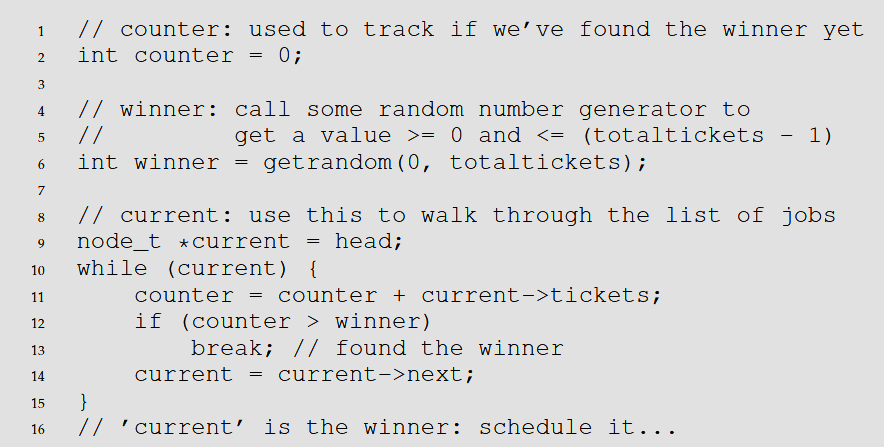 1 // counter: used to track if we've found the winner yet
2 int counter = 0;
3
4 // winner: call some random number generator to
5 //         get a value >= 0 and <= (totaltickets - 1)
6 int winner = getrandom(0, totaltickets);
7
8 // current: use this to walk through the list of jobs
9 node_t *current = head;
10 while (current) {
11     counter = counter + current->tickets;
12     if (counter > winner)
13         break; // found the winner
14     current = current->next;
15 }
16 // 'current' is the winner: schedule it...